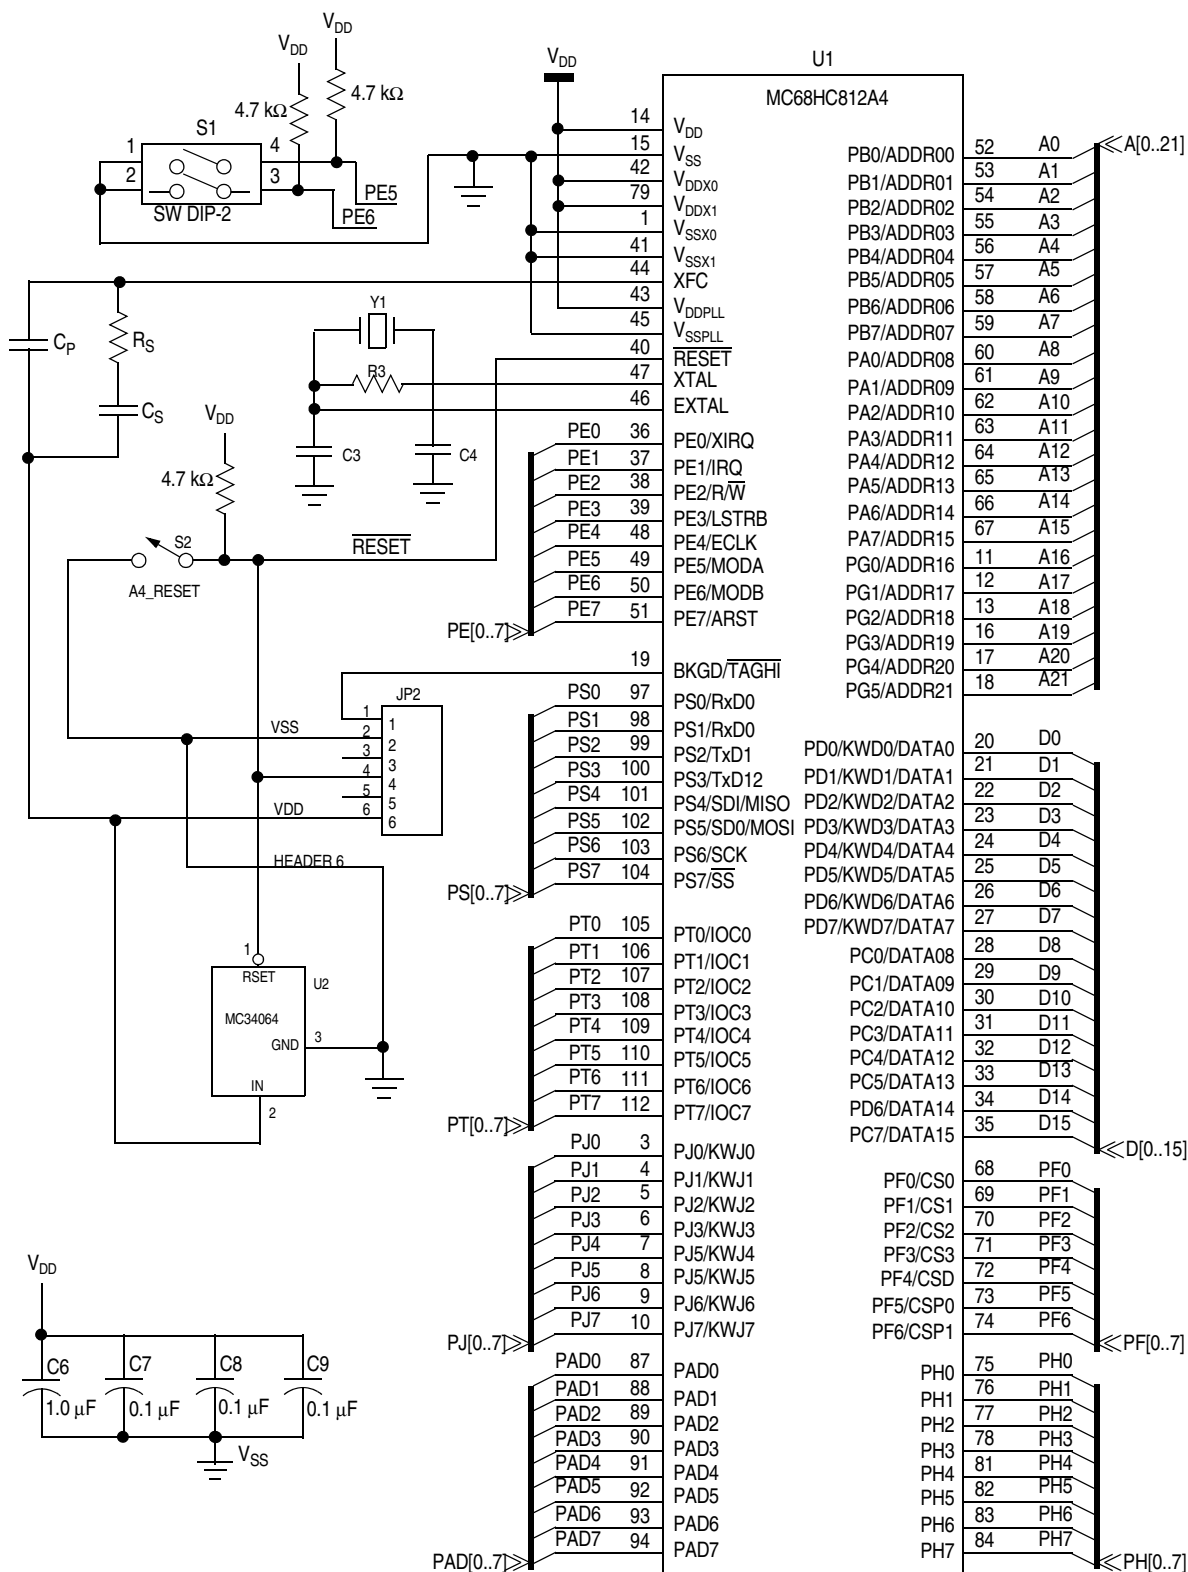 VDD
VDD
4.7 kΩ
4.7 kΩ
S1
1
2
4
3
SW DIP-2
PE5
PE6
VDD
U1
MC68HC812A4
14 VDD
15 VSS
42 VDDX0
79 VDDX1
1 VSSX0
41 VSSX1
44 XFC
43 VDDPLL
45 VSSPLL
40 RESET
47 XTAL
46 EXTAL
CP
RS
CS
Y1
R3
C3
C4
VDD
4.7 kΩ
S2
A4_RESET
RESET
PE0 36 PE0/XIRQ
PE1 37 PE1/IRQ
PE2 38 PE2/R/W
PE3 39 PE3/LSTRB
PE4 48 PE4/ECLK
PE5 49 PE5/MODA
PE6 50 PE6/MODB
PE7 51 PE7/ARST
PE[0..7]
19 BKGD/TAGHI
JP2
1 1
VSS 2 2
3 3
4 4
5 5
VDD 6 6
HEADER 6
PS0 97 PS0/RxD0
PS1 98 PS1/RxD0
PS2 99 PS2/TxD1
PS3 100 PS3/TxD12
PS4 101 PS4/SDI/MISO
PS5 102 PS5/SD0/MOSI
PS6 103 PS6/SCK
PS7 104 PS7/SS
PS[0..7]
1
RSET
U2
MC34064
GND 3
IN
2
PT0 105 PT0/IOC0
PT1 106 PT1/IOC1
PT2 107 PT2/IOC2
PT3 108 PT3/IOC3
PT4 109 PT4/IOC4
PT5 110 PT5/IOC5
PT6 111 PT6/IOC6
PT7 112 PT7/IOC7
PT[0..7]
PJ0 3 PJ0/KWJ0
PJ1 4 PJ1/KWJ1
PJ2 5 PJ2/KWJ2
PJ3 6 PJ3/KWJ3
PJ4 7 PJ5/KWJ4
PJ5 8 PJ5/KWJ5
PJ6 9 PJ6/KWJ6
PJ7 10 PJ7/KWJ7
PJ[0..7]
VDD
C6
1.0 μF
C7
0.1 μF
C8
0.1 μF
C9
0.1 μF
VSS
PAD0 87 PAD0
PAD1 88 PAD1
PAD2 89 PAD2
PAD3 90 PAD3
PAD4 91 PAD4
PAD5 92 PAD5
PAD6 93 PAD6
PAD7 94 PAD7
PAD[0..7]
PB0/ADDR00 52 A0
A[0..21]
PB1/ADDR01 53 A1
PB2/ADDR02 54 A2
PB3/ADDR03 55 A3
PB4/ADDR04 56 A4
PB5/ADDR05 57 A5
PB6/ADDR06 58 A6
PB7/ADDR07 59 A7
PA0/ADDR08 60 A8
PA1/ADDR09 61 A9
PA2/ADDR10 62 A10
PA3/ADDR11 63 A11
PA4/ADDR12 64 A12
PA5/ADDR13 65 A13
PA6/ADDR14 66 A14
PA7/ADDR15 67 A15
PG0/ADDR16 11 A16
PG1/ADDR17 12 A17
PG2/ADDR18 13 A18
PG3/ADDR19 16 A19
PG4/ADDR20 17 A20
PG5/ADDR21 18 A21
PD0/KWD0/DATA0 20 D0
PD1/KWD1/DATA1 21 D1
PD2/KWD2/DATA2 22 D2
PD3/KWD3/DATA3 23 D3
PD4/KWD4/DATA4 24 D4
PD5/KWD5/DATA5 25 D5
PD6/KWD6/DATA6 26 D6
PD7/KWD7/DATA7 27 D7
PC0/DATA08 28 D8
PC1/DATA09 29 D9
PC2/DATA10 30 D10
PC3/DATA11 31 D11
PC4/DATA12 32 D12
PC5/DATA13 33 D13
PD6/DATA14 34 D14
PC7/DATA15 35 D15
D[0..15]
PF0/CS0 68 PF0
PF1/CS1 69 PF1
PF2/CS2 70 PF2
PF3/CS3 71 PF3
PF4/CSD 72 PF4
PF5/CSP0 73 PF5
PF6/CSP1 74 PF6
PF[0..7]
PH0 75 PH0
PH1 76 PH1
PH2 77 PH2
PH3 78 PH3
PH4 81 PH4
PH5 82 PH5
PH6 83 PH6
PH7 84 PH7
PH[0..7]